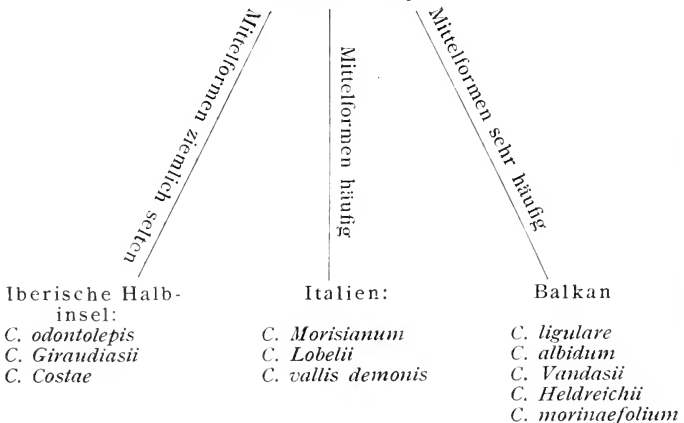 Mittelformen ziemlich selten
Mittelformen häufig
Mittelformen sehr häufig
Iberische Halb-
insel:
C. odontolepis
C. Giraudiasii
C. Costae
Italien:
C. Morisianum
C. Lobelii
C. vallis demonis
Balkan
C. ligulare
C. albidum
C. Vandasii
C. Heldreichii
C. morinaefolium